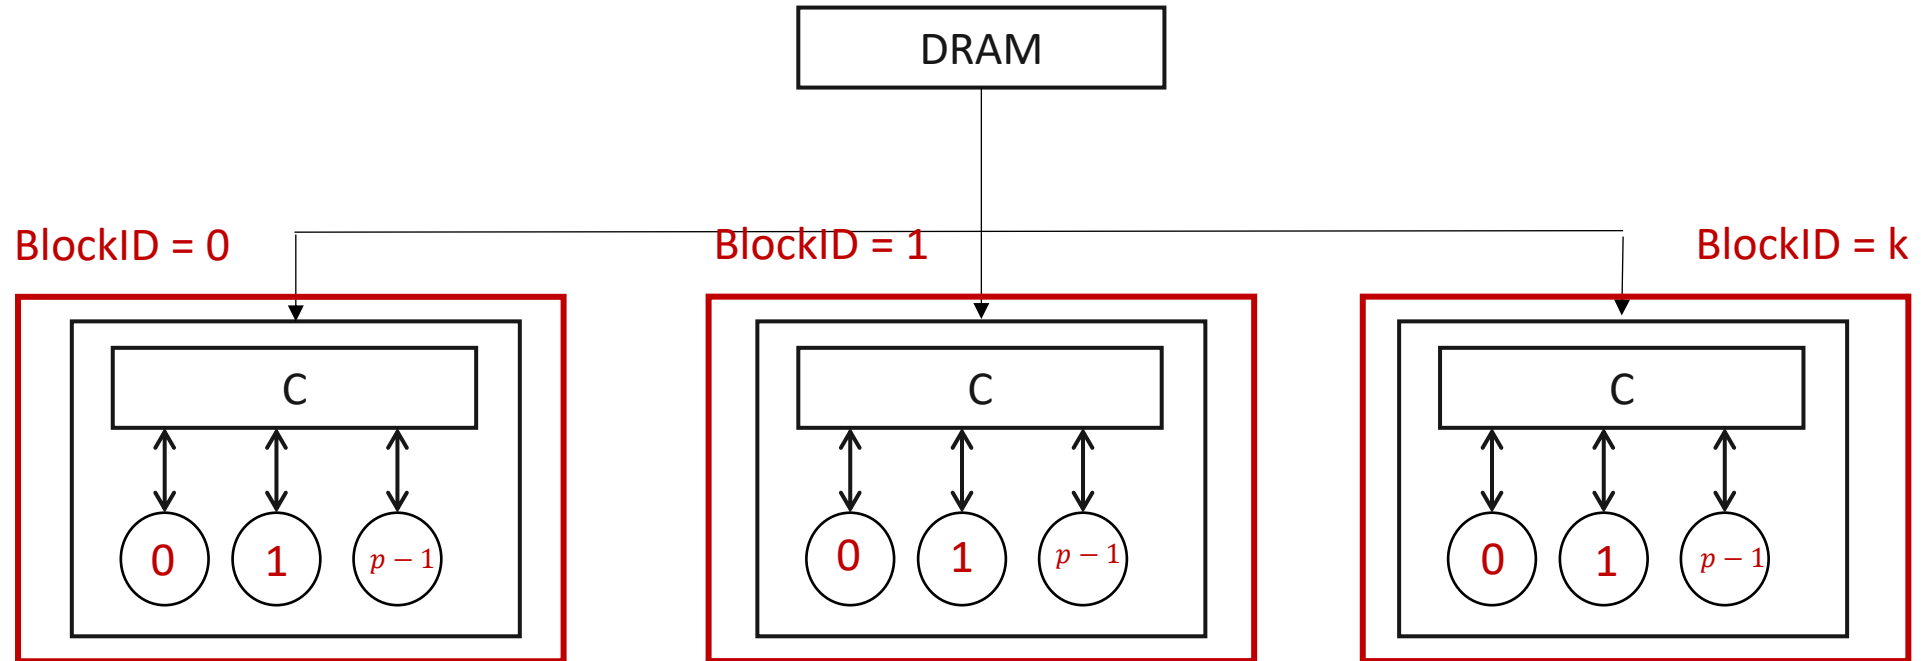 DRAM
BlockID = 0
BlockID = 1
BlockID = k
C
C
C
0 1 p − 1
0 1 p − 1
0 1 p − 1